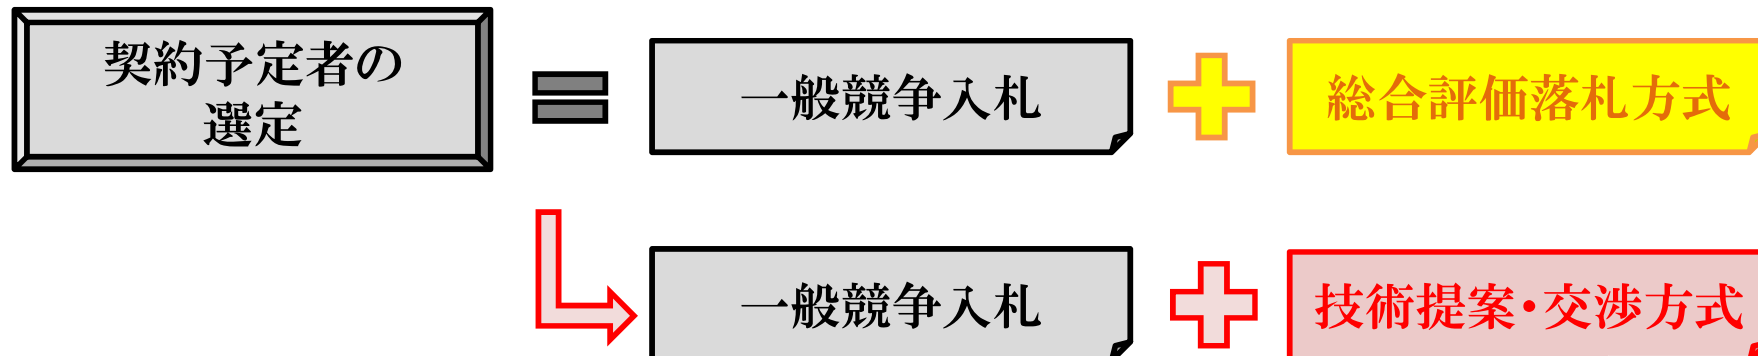 契約予定者の
選定
一般競争入札
総合評価落札方式
一般競争入札
技術提案・交渉方式